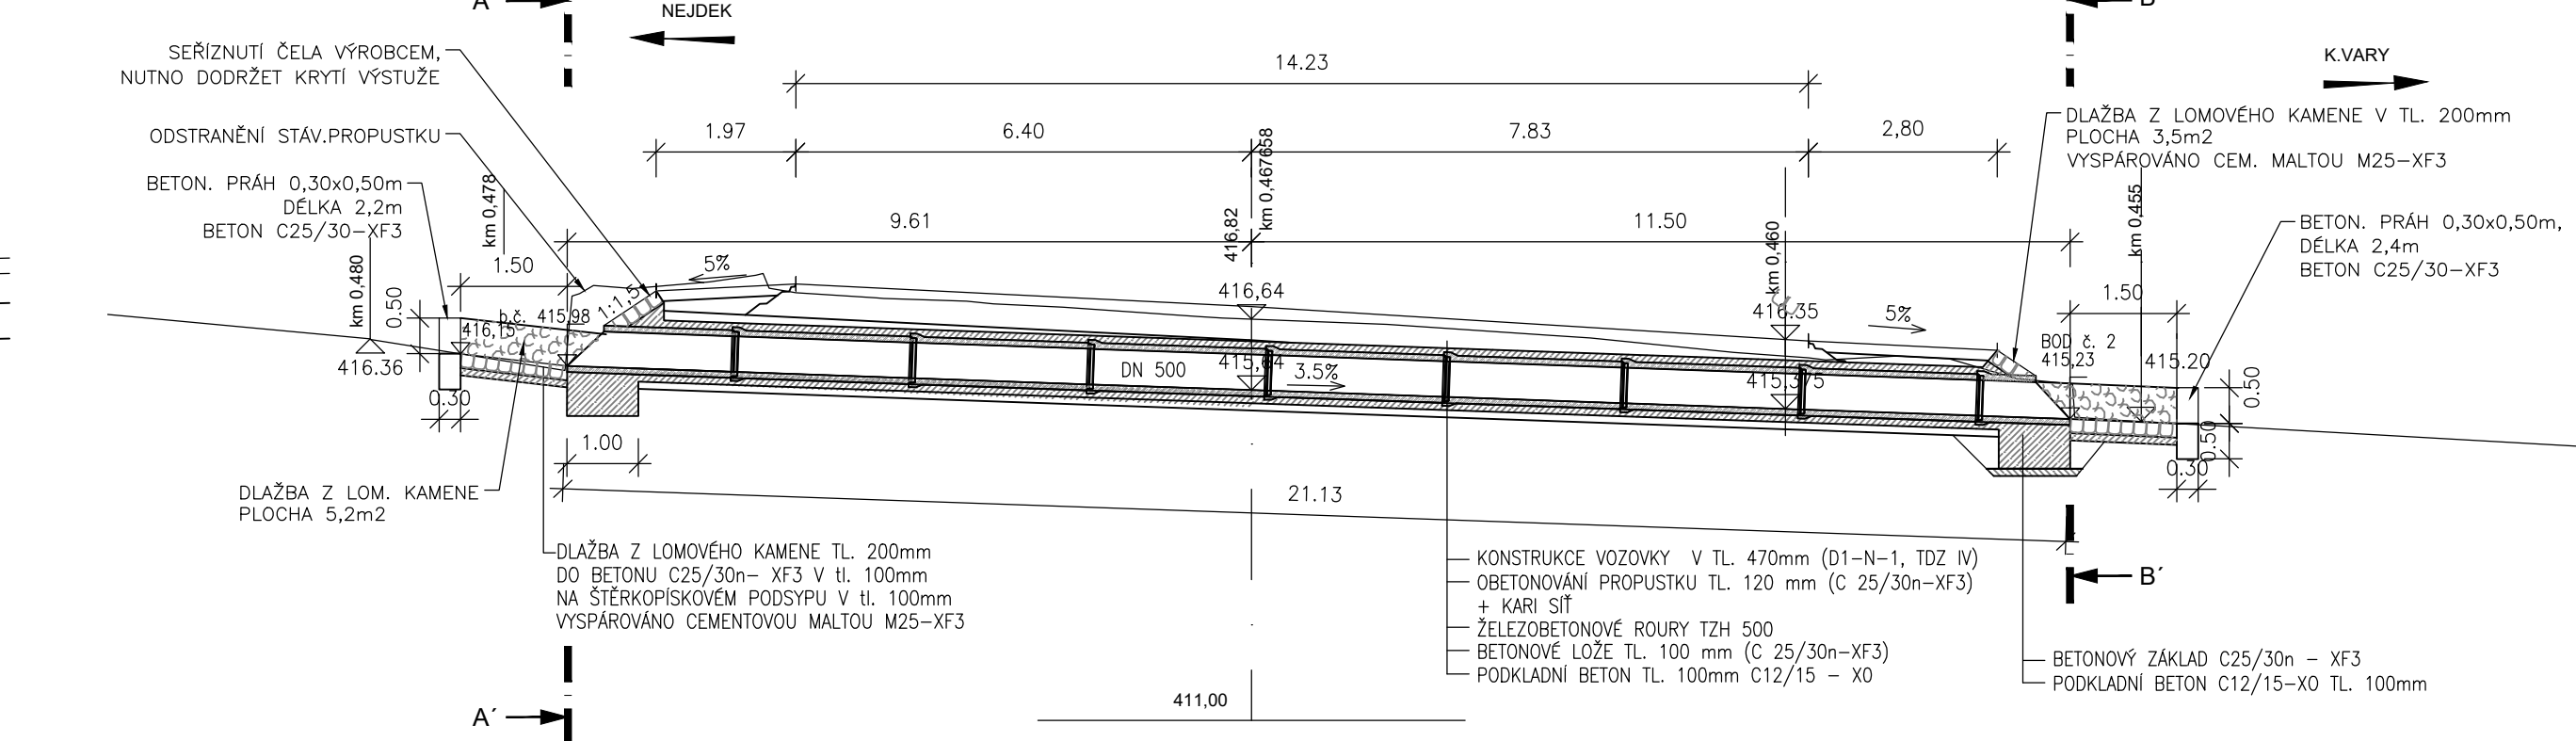 A
NEJDEK
B
SEŘÍZNUTÍ ČELA VÝROBCEM,
NUTNO DODRŽET KRYTÍ VÝSTUŽE
14.23
K.VARY
ODSTRANĚNÍ STÁV.PROPUSTKU
1.97
6.40
7.83
2,80
DLAŽBA Z LOMOVÉHO KAMENE V TL. 200mm
PLOCHA 3,5m2
VYSPÁROVÁNO CEM. MALTOU M25-XF3
BETON. PRÁH 0,30x0,50m
DÉLKA 2,2m
BETON C25/30-XF3
km 0,480
km 0,478
9.61
416,82
km 0,467658
11.50
km 0,460
km 0,455
BETON. PRÁH 0,30x0,50m,
DÉLKA 2,4m
BETON C25/30-XF3
1.50
5%
1:1,5
0.50
b.č. 415,98
416,15
416.36
0.30
416,64
416.35
5%
1.50
BOD č. 2
415,23
415.20
0.50
0.50
0.30
DN 500
415,64
3.5%
415,375
1.00
21.13
DLAŽBA Z LOM. KAMENE
PLOCHA 5,2m2
DLAŽBA Z LOMOVÉHO KAMENE TL. 200mm
DO BETONU C25/30n- XF3 V tl. 100mm
NA ŠTĚRKOPÍSKOVÉM PODSYPU V tl. 100mm
VYSPÁROVÁNO CEMENTOVOU MALTOU M25-XF3
KONSTRUKCE VOZOVKY V TL. 470mm (D1-N-1, TDZ IV)
OBETONOVÁNÍ PROPUSTKU TL. 120 mm (C 25/30n-XF3)
+ KARI SÍŤ
ŽELEZOBETONOVÉ ROURY TZH 500
BETONOVÉ LOŽE TL. 100 mm (C 25/30n-XF3)
PODKLADNÍ BETON TL. 100mm C12/15 - X0
B´
BETONOVÝ ZÁKLAD C25/30n - XF3
PODKLADNÍ BETON C12/15-X0 TL. 100mm
A´
411,00